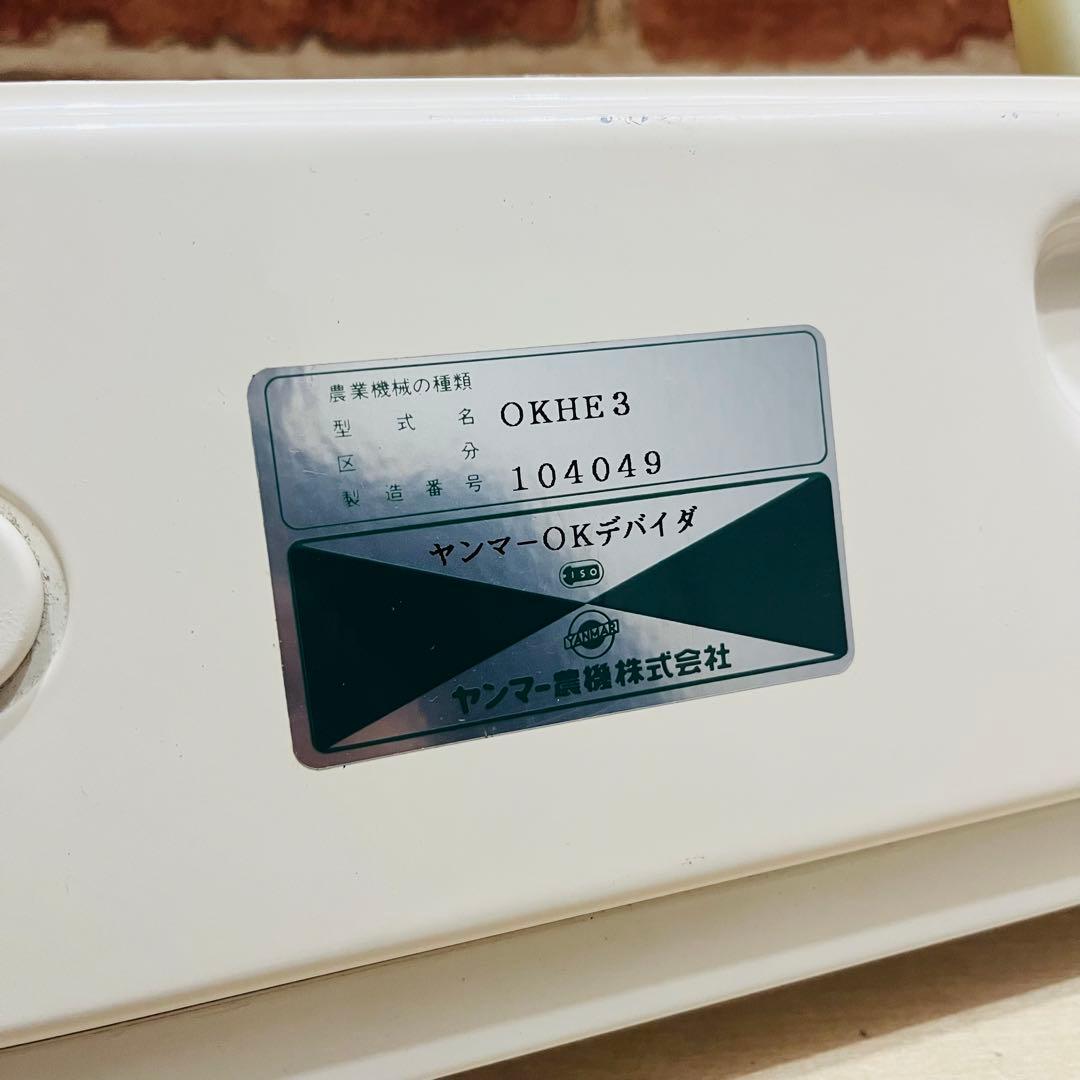 農業機械の種類
型式名 OKHE3
区分
製造番号 104049
ヤンマーOKデバイダ
ISO
YANMAR
ヤンマー農機株式会社